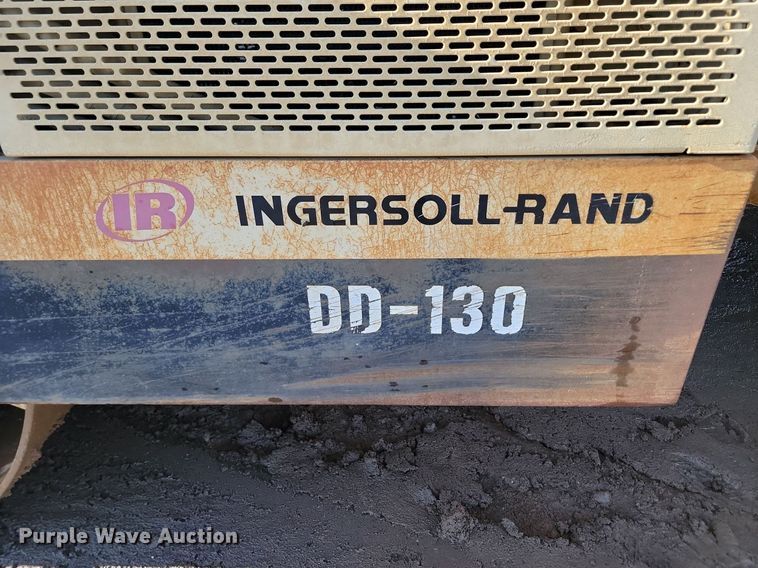 IR INGERSOLL-RAND
DD-130
Purple Wave Auction